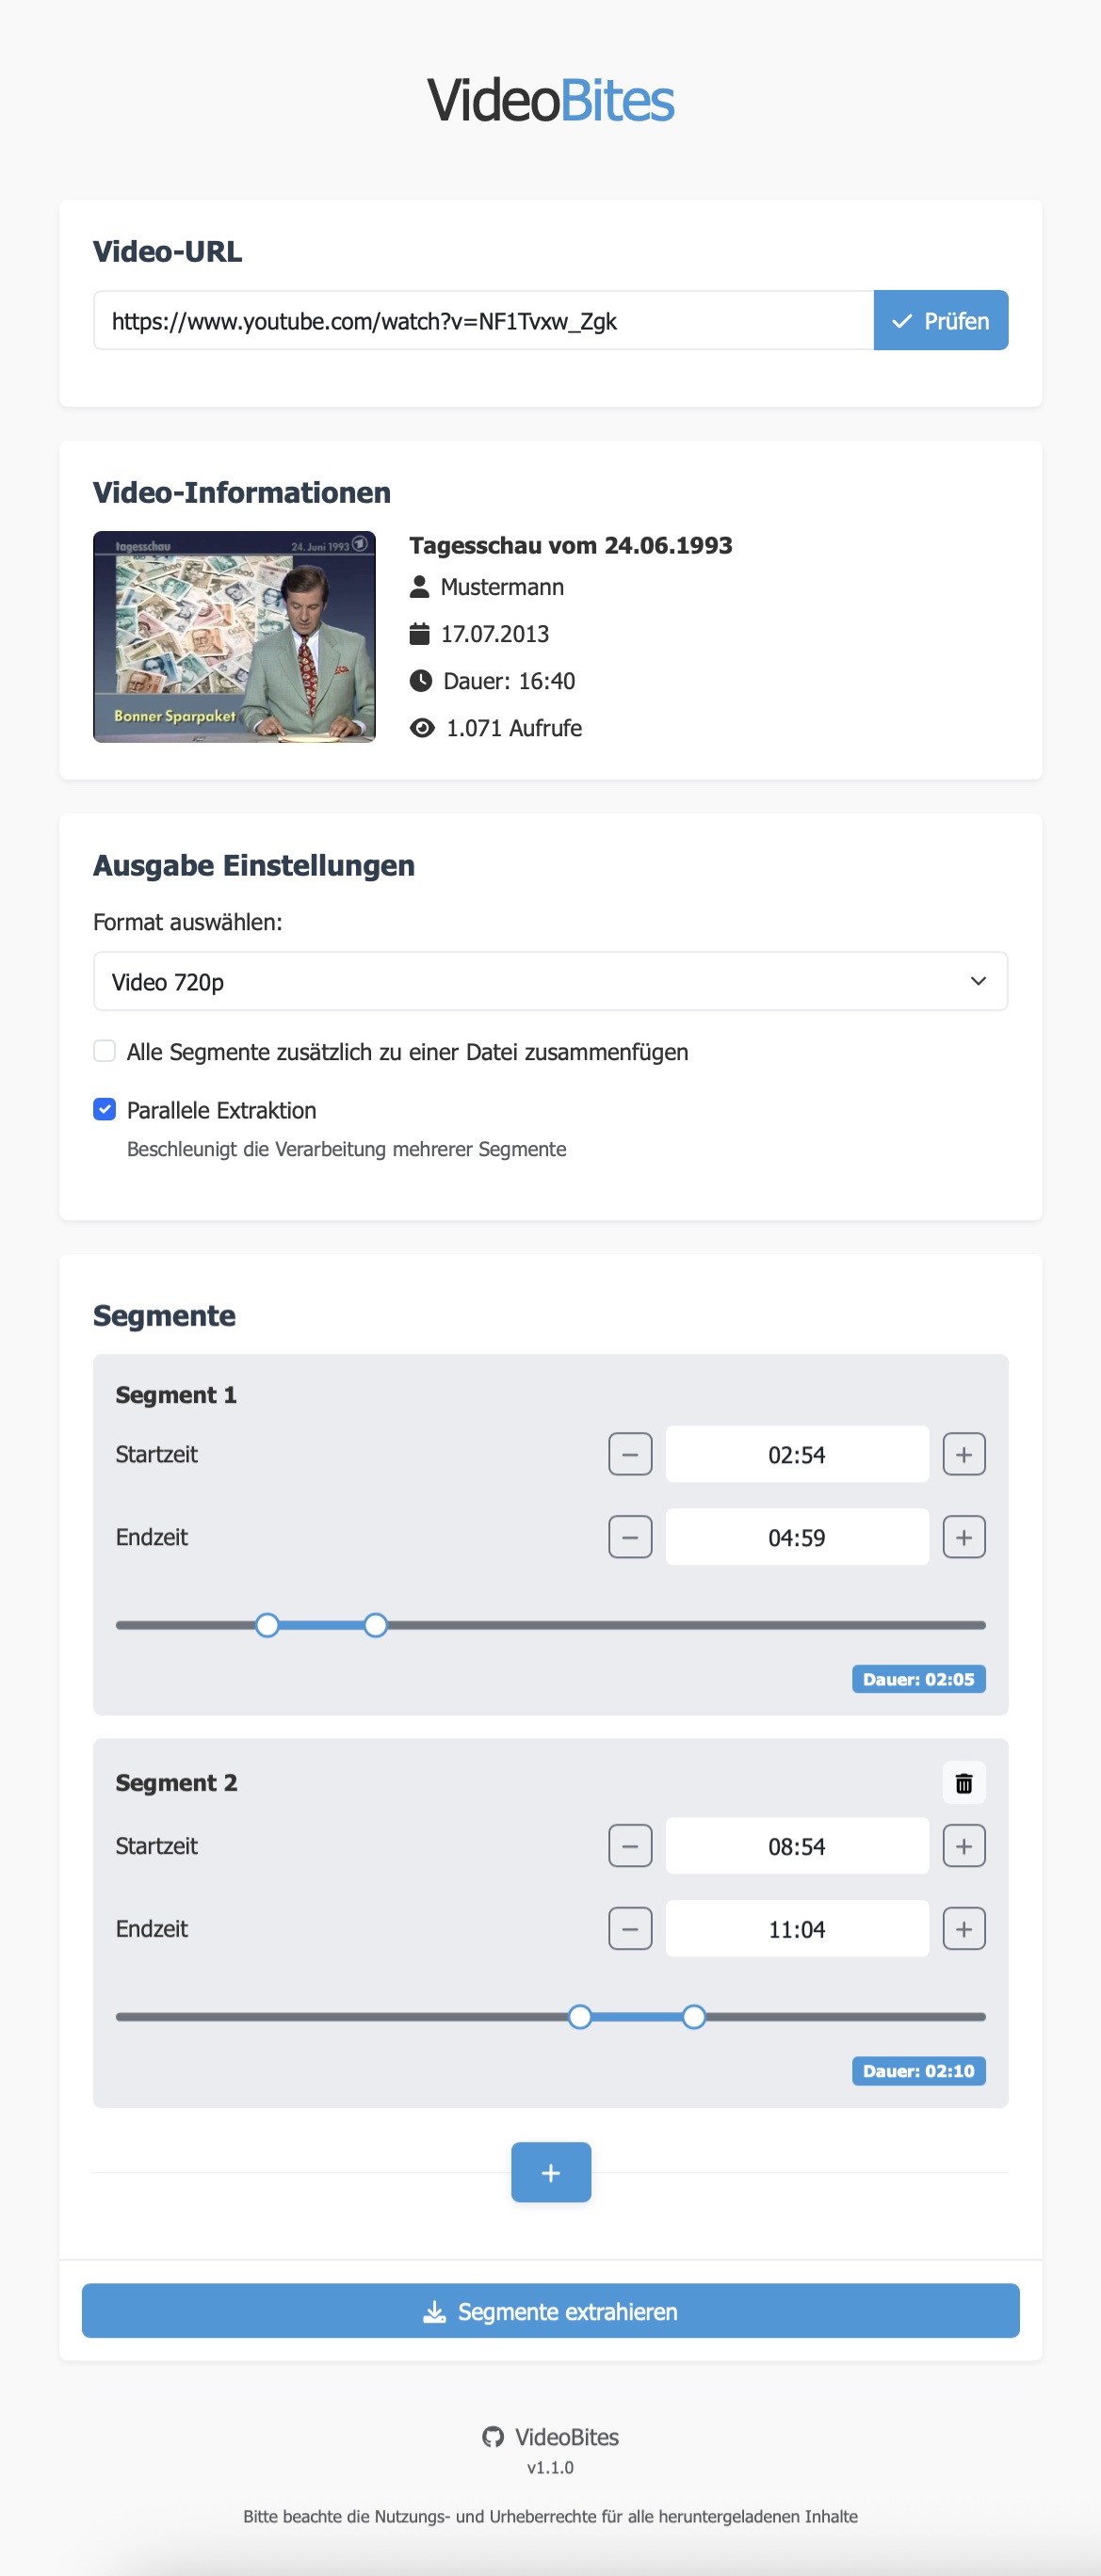 VideoBites
Video-URL
https://www.youtube.com/watch?v=NF1Tvxw_Zgk
Prüfen
Video-Informationen
tagesschau 24. Juni 1993
Bonner Sparpaket
Tagesschau vom 24.06.1993
Mustermann
17.07.2013
Dauer: 16:40
1.071 Aufrufe
Ausgabe Einstellungen
Format auswählen:
Video 720p
Alle Segmente zusätzlich zu einer Datei zusammenfügen
Parallele Extraktion
Beschleunigt die Verarbeitung mehrerer Segmente
Segmente
Segment 1
Startzeit
02:54
Endzeit
04:59
Dauer: 02:05
Segment 2
Startzeit
08:54
Endzeit
11:04
Dauer: 02:10
Segmente extrahieren
VideoBites
v1.1.0
Bitte beachte die Nutzungs- und Urheberrechte für alle heruntergeladenen Inhalte